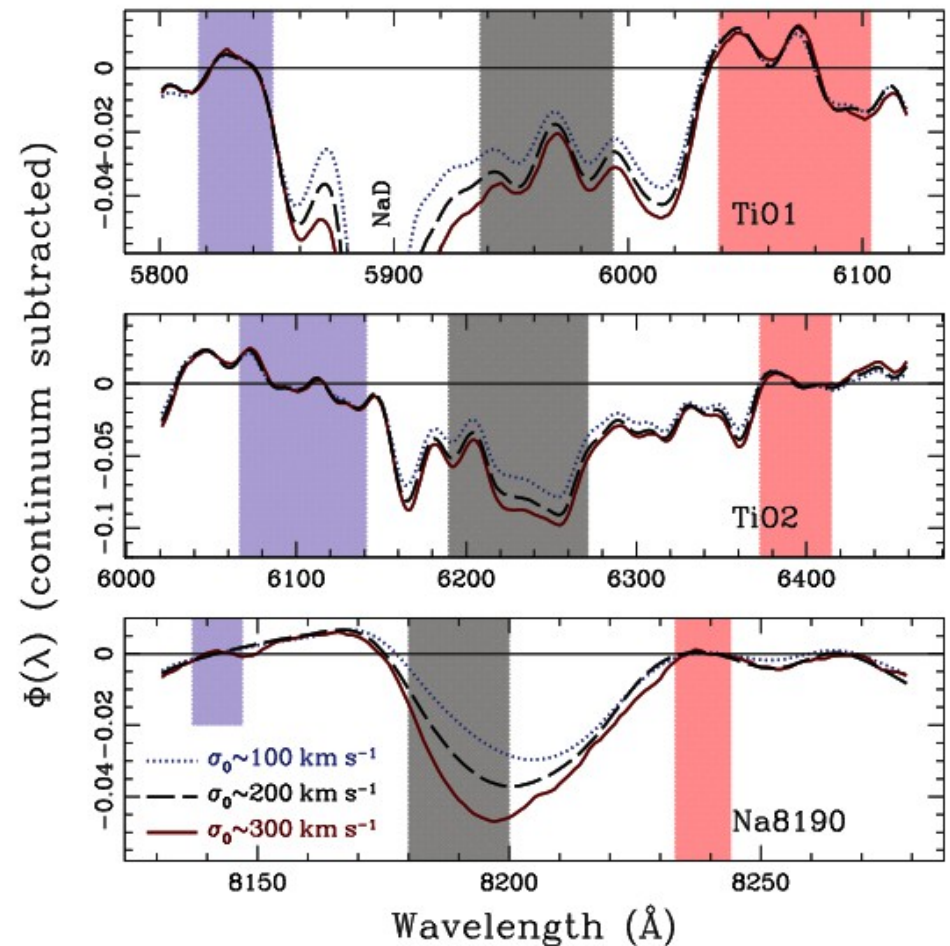 Φ(λ) (continuum subtracted)
0
−0.02
−0.04
NaD
TiO1
5800 5900 6000 6100
0
−0.05
−0.1
TiO2
6000 6100 6200 6300 6400
0
−0.02
−0.04
σ₀~100 km s⁻¹
σ₀~200 km s⁻¹
σ₀~300 km s⁻¹
Na8190
8150 8200 8250
Wavelength (Å)